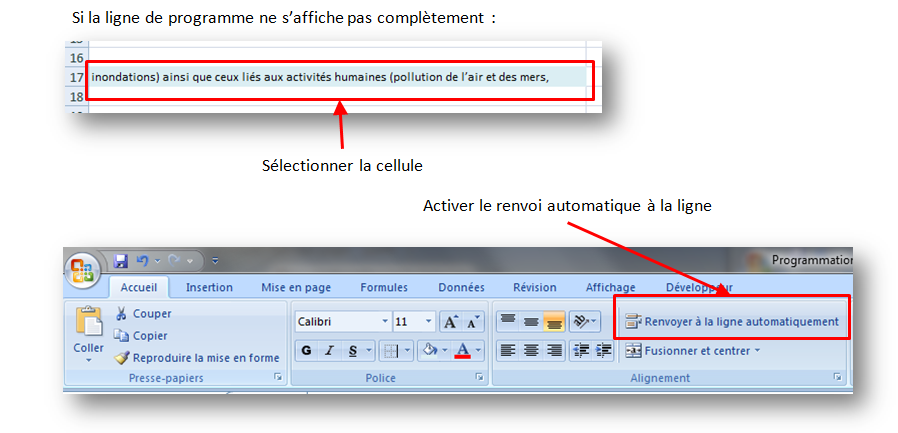 Si la ligne de programme ne s’affiche pas complètement :
16
17 inondations) ainsi que ceux liés aux activités humaines (pollution de l’air et des mers,
18
Sélectionner la cellule
Activer le renvoi automatique à la ligne
Programmation
Accueil Insertion Mise en page Formules Données Révision Affichage Développeur
Coller
Couper
Copier
Reproduire la mise en forme
Presse-papiers
Calibri 11 A A
G I S A
Police
Renvoyer à la ligne automatiquement
Fusionner et centrer
Alignement